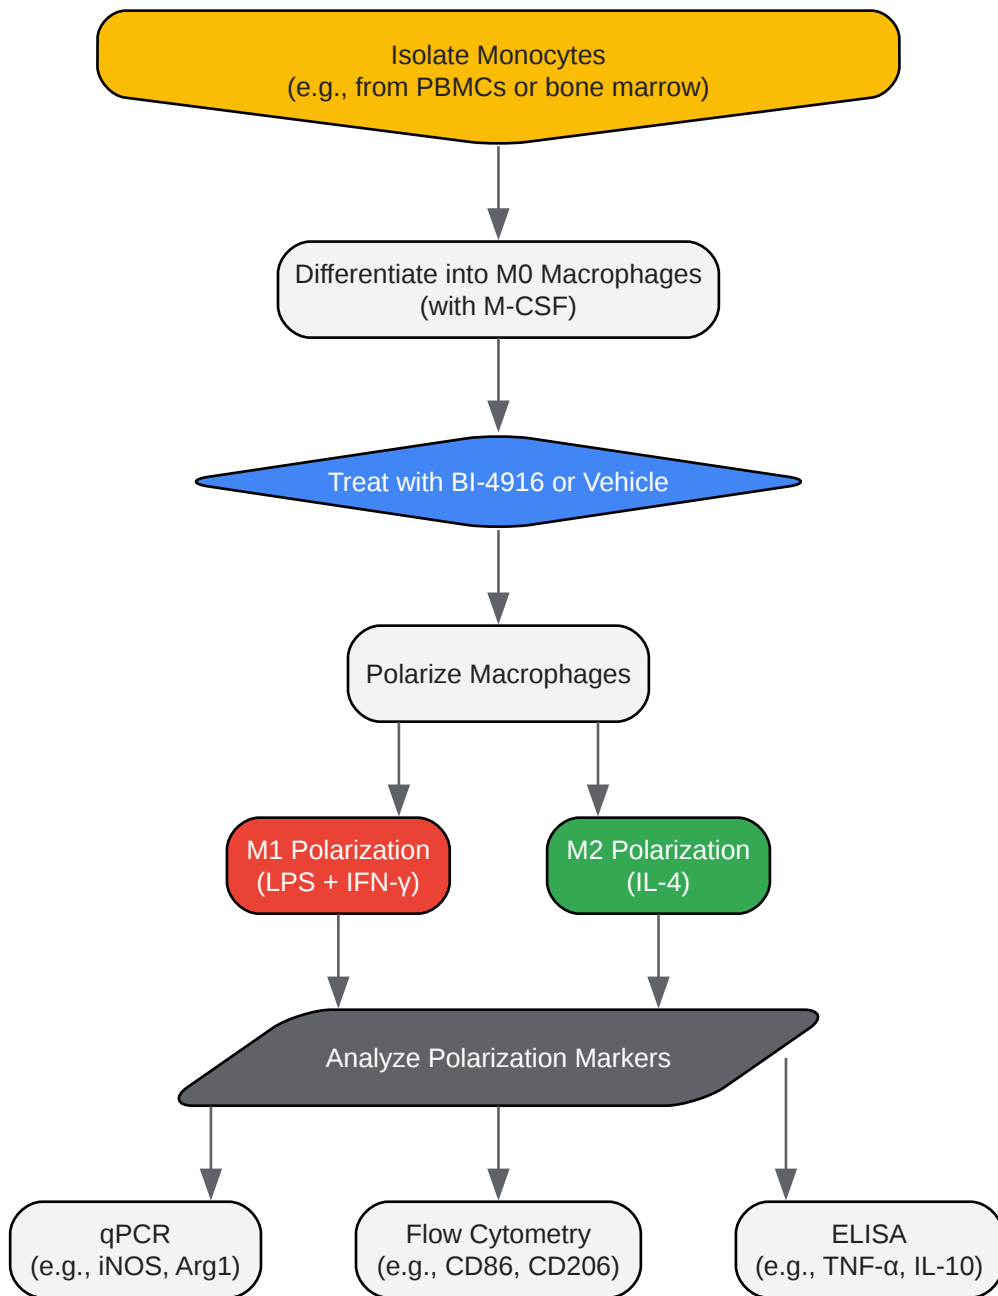 Isolate Monocytes
(e.g., from PBMCs or bone marrow)
Differentiate into M0 Macrophages
(with M-CSF)
Treat with BI-4916 or Vehicle
Polarize Macrophages
M1 Polarization
(LPS + IFN-γ)
M2 Polarization
(IL-4)
Analyze Polarization Markers
qPCR
(e.g., iNOS, Arg1)
Flow Cytometry
(e.g., CD86, CD206)
ELISA
(e.g., TNF-α, IL-10)